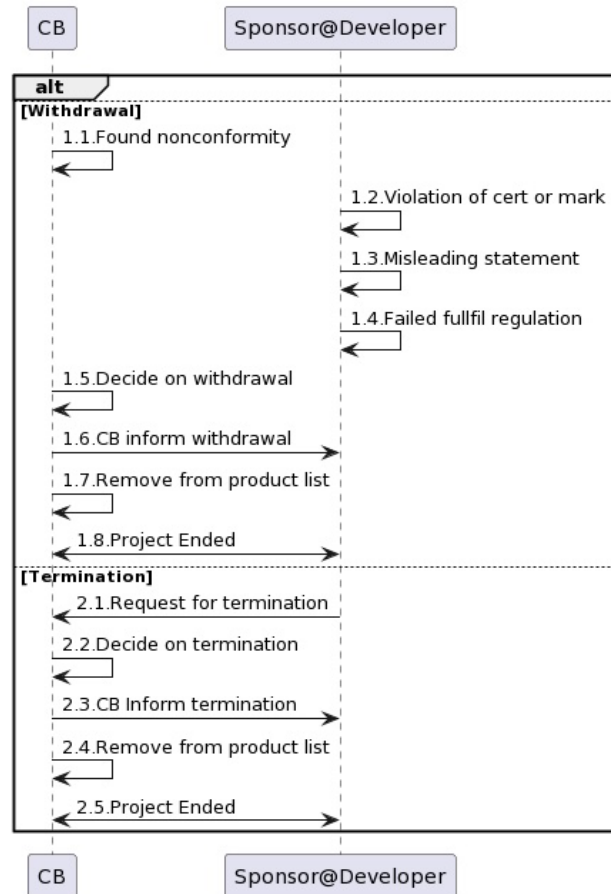 CB Sponsor@Developer
alt
[Withdrawal]
1.1.Found nonconformity
1.2.Violation of cert or mark
1.3.Misleading statement
1.4.Failed fullfil regulation
1.5.Decide on withdrawal
1.6.CB inform withdrawal
1.7.Remove from product list
1.8.Project Ended
[Termination]
2.1.Request for termination
2.2.Decide on termination
2.3.CB Inform termination
2.4.Remove from product list
2.5.Project Ended
CB Sponsor@Developer